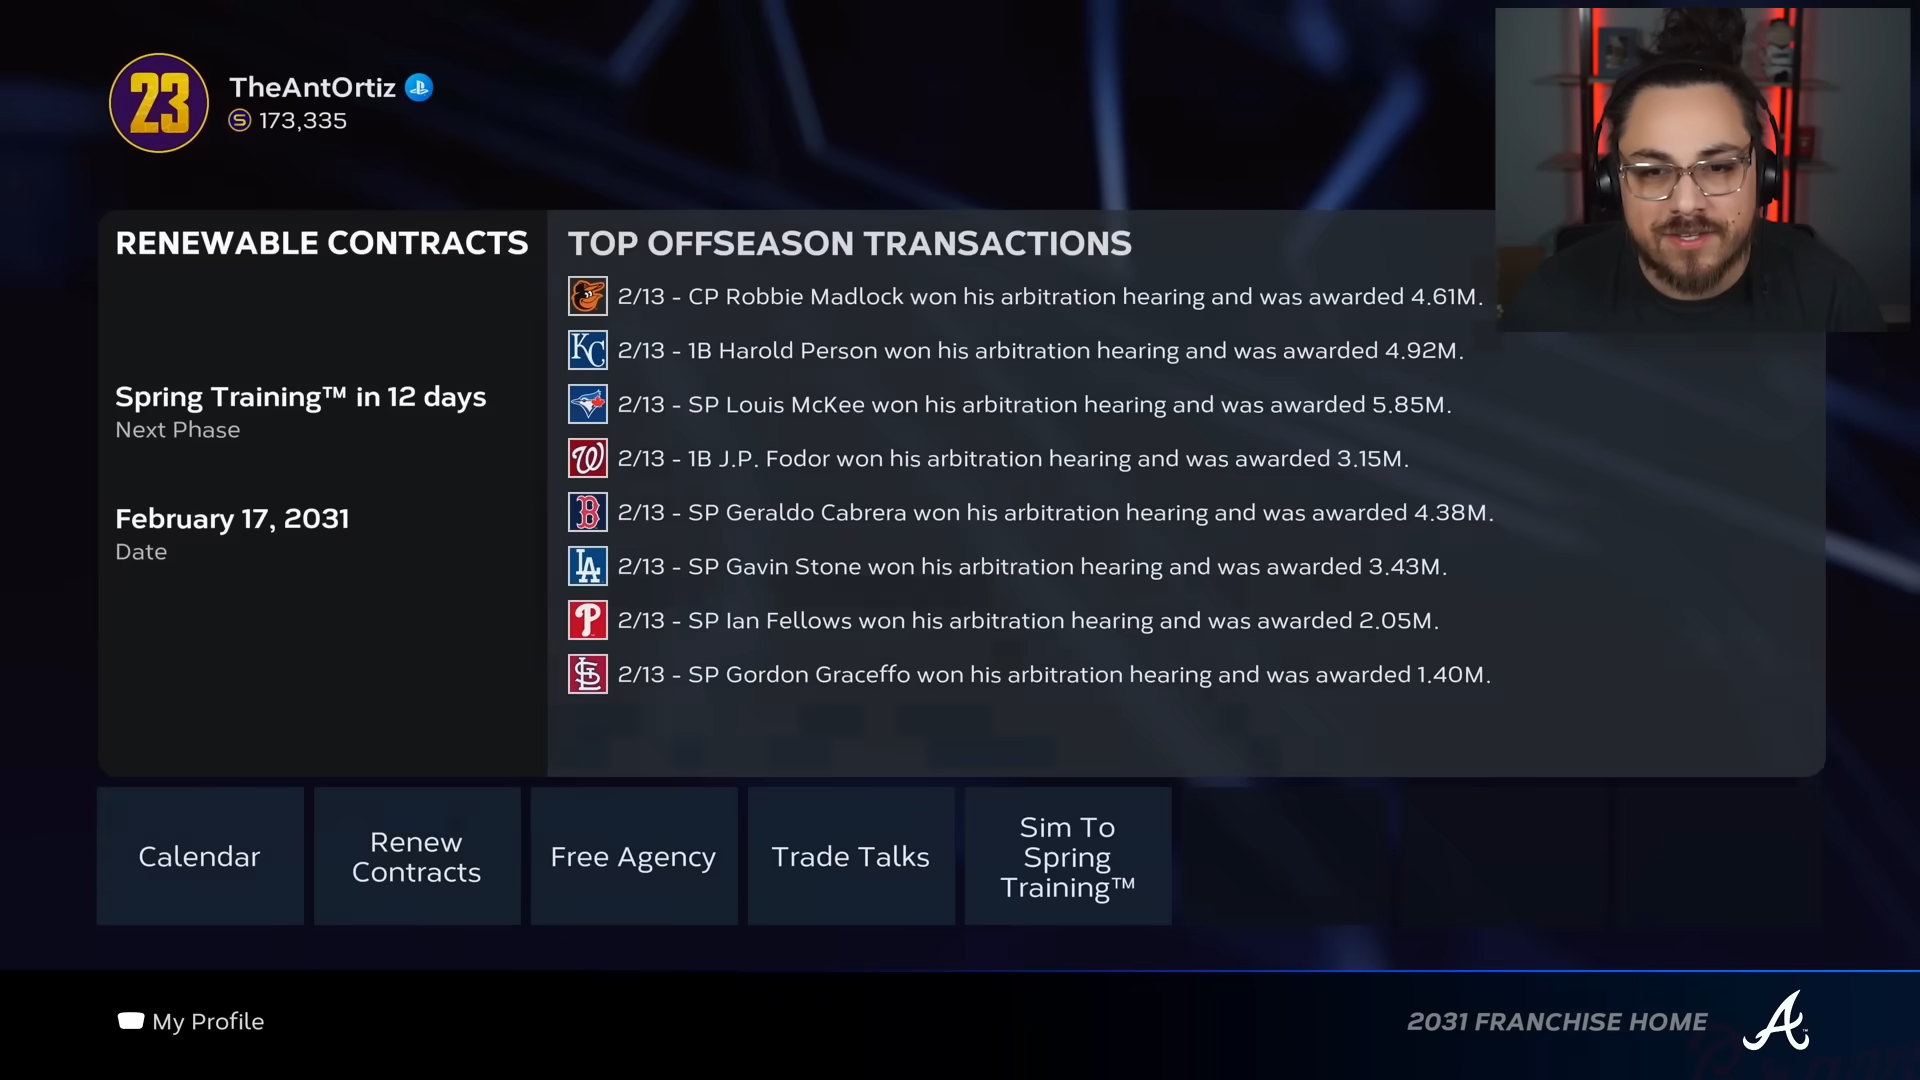 23
TheAntOrtiz
S 173,335
RENEWABLE CONTRACTS
Spring Training™ in 12 days
Next Phase
February 17, 2031
Date
TOP OFFSEASON TRANSACTIONS
2/13 - CP Robbie Madlock won his arbitration hearing and was awarded 4.61M.
KC 2/13 - 1B Harold Person won his arbitration hearing and was awarded 4.92M.
2/13 - SP Louis McKee won his arbitration hearing and was awarded 5.85M.
W 2/13 - 1B J.P. Fodor won his arbitration hearing and was awarded 3.15M.
B 2/13 - SP Geraldo Cabrera won his arbitration hearing and was awarded 4.38M.
LA 2/13 - SP Gavin Stone won his arbitration hearing and was awarded 3.43M.
P 2/13 - SP Ian Fellows won his arbitration hearing and was awarded 2.05M.
STL 2/13 - SP Gordon Graceffo won his arbitration hearing and was awarded 1.40M.
Calendar
Renew
Contracts
Free Agency
Trade Talks
Sim To
Spring
Training™
My Profile
2031 FRANCHISE HOME
A